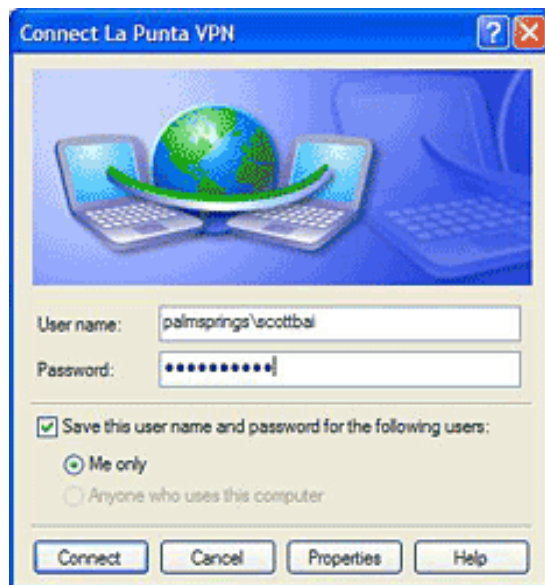 Connect La Punta VPN
User name: palmsprings\scottbai
Password: ••••••••••
Save this user name and password for the following users:
Me only
Anyone who uses this computer
Connect Cancel Properties Help